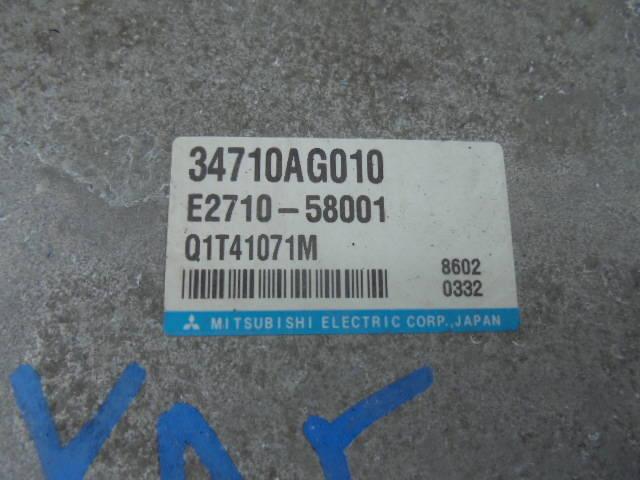 34710AG010
E2710-58001
Q1T41071M
8602
0332
MITSUBISHI ELECTRIC CORP., JAPAN